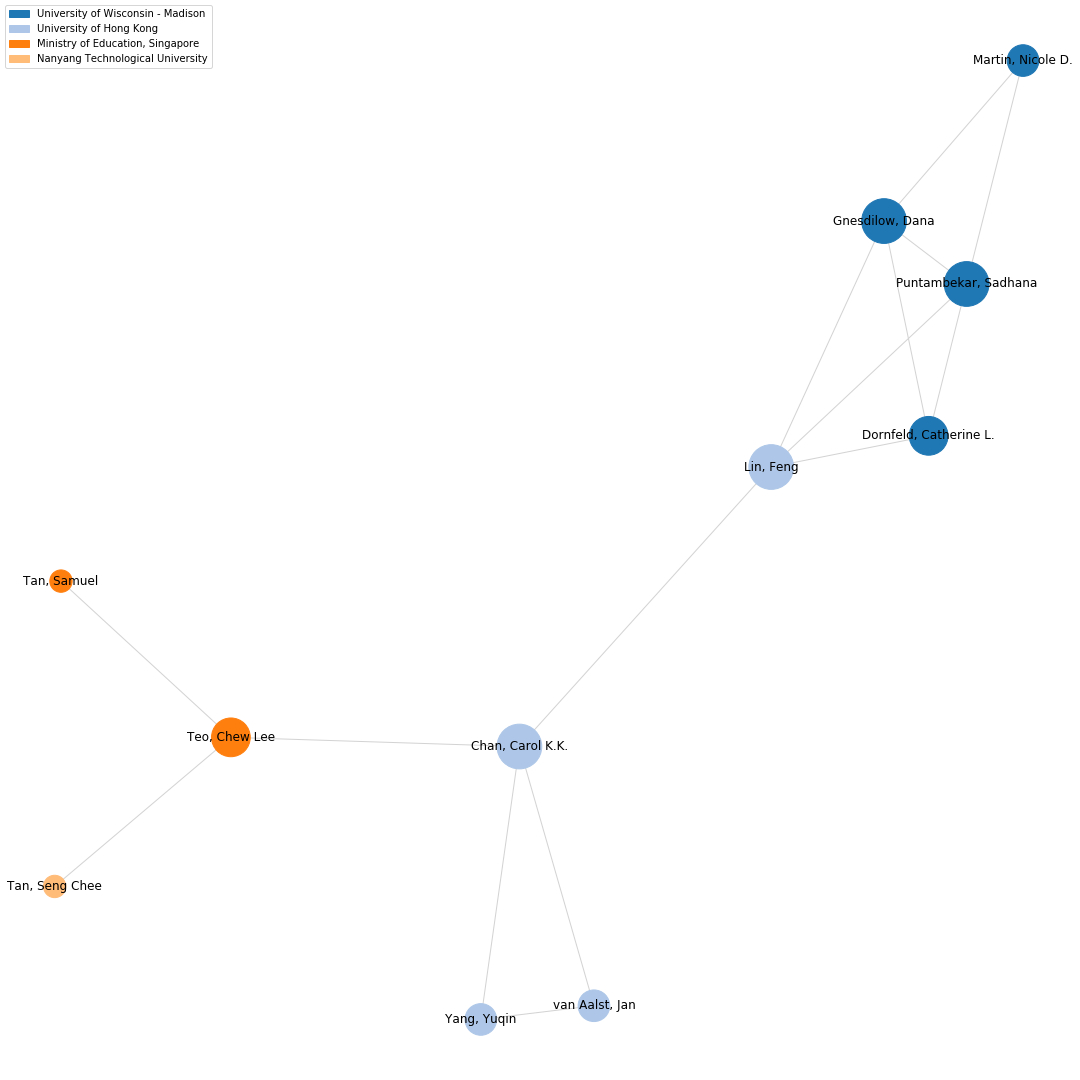 University of Wisconsin - Madison
University of Hong Kong
Ministry of Education, Singapore
Nanyang Technological University
Martin, Nicole D.
Gnesdilow, Dana
Puntambekar, Sadhana
Dornfeld, Catherine L.
Lin, Feng
Tan, Samuel
Teo, Chew Lee
Chan, Carol K.K.
Tan, Seng Chee
van Aalst, Jan
Yang, Yuqin